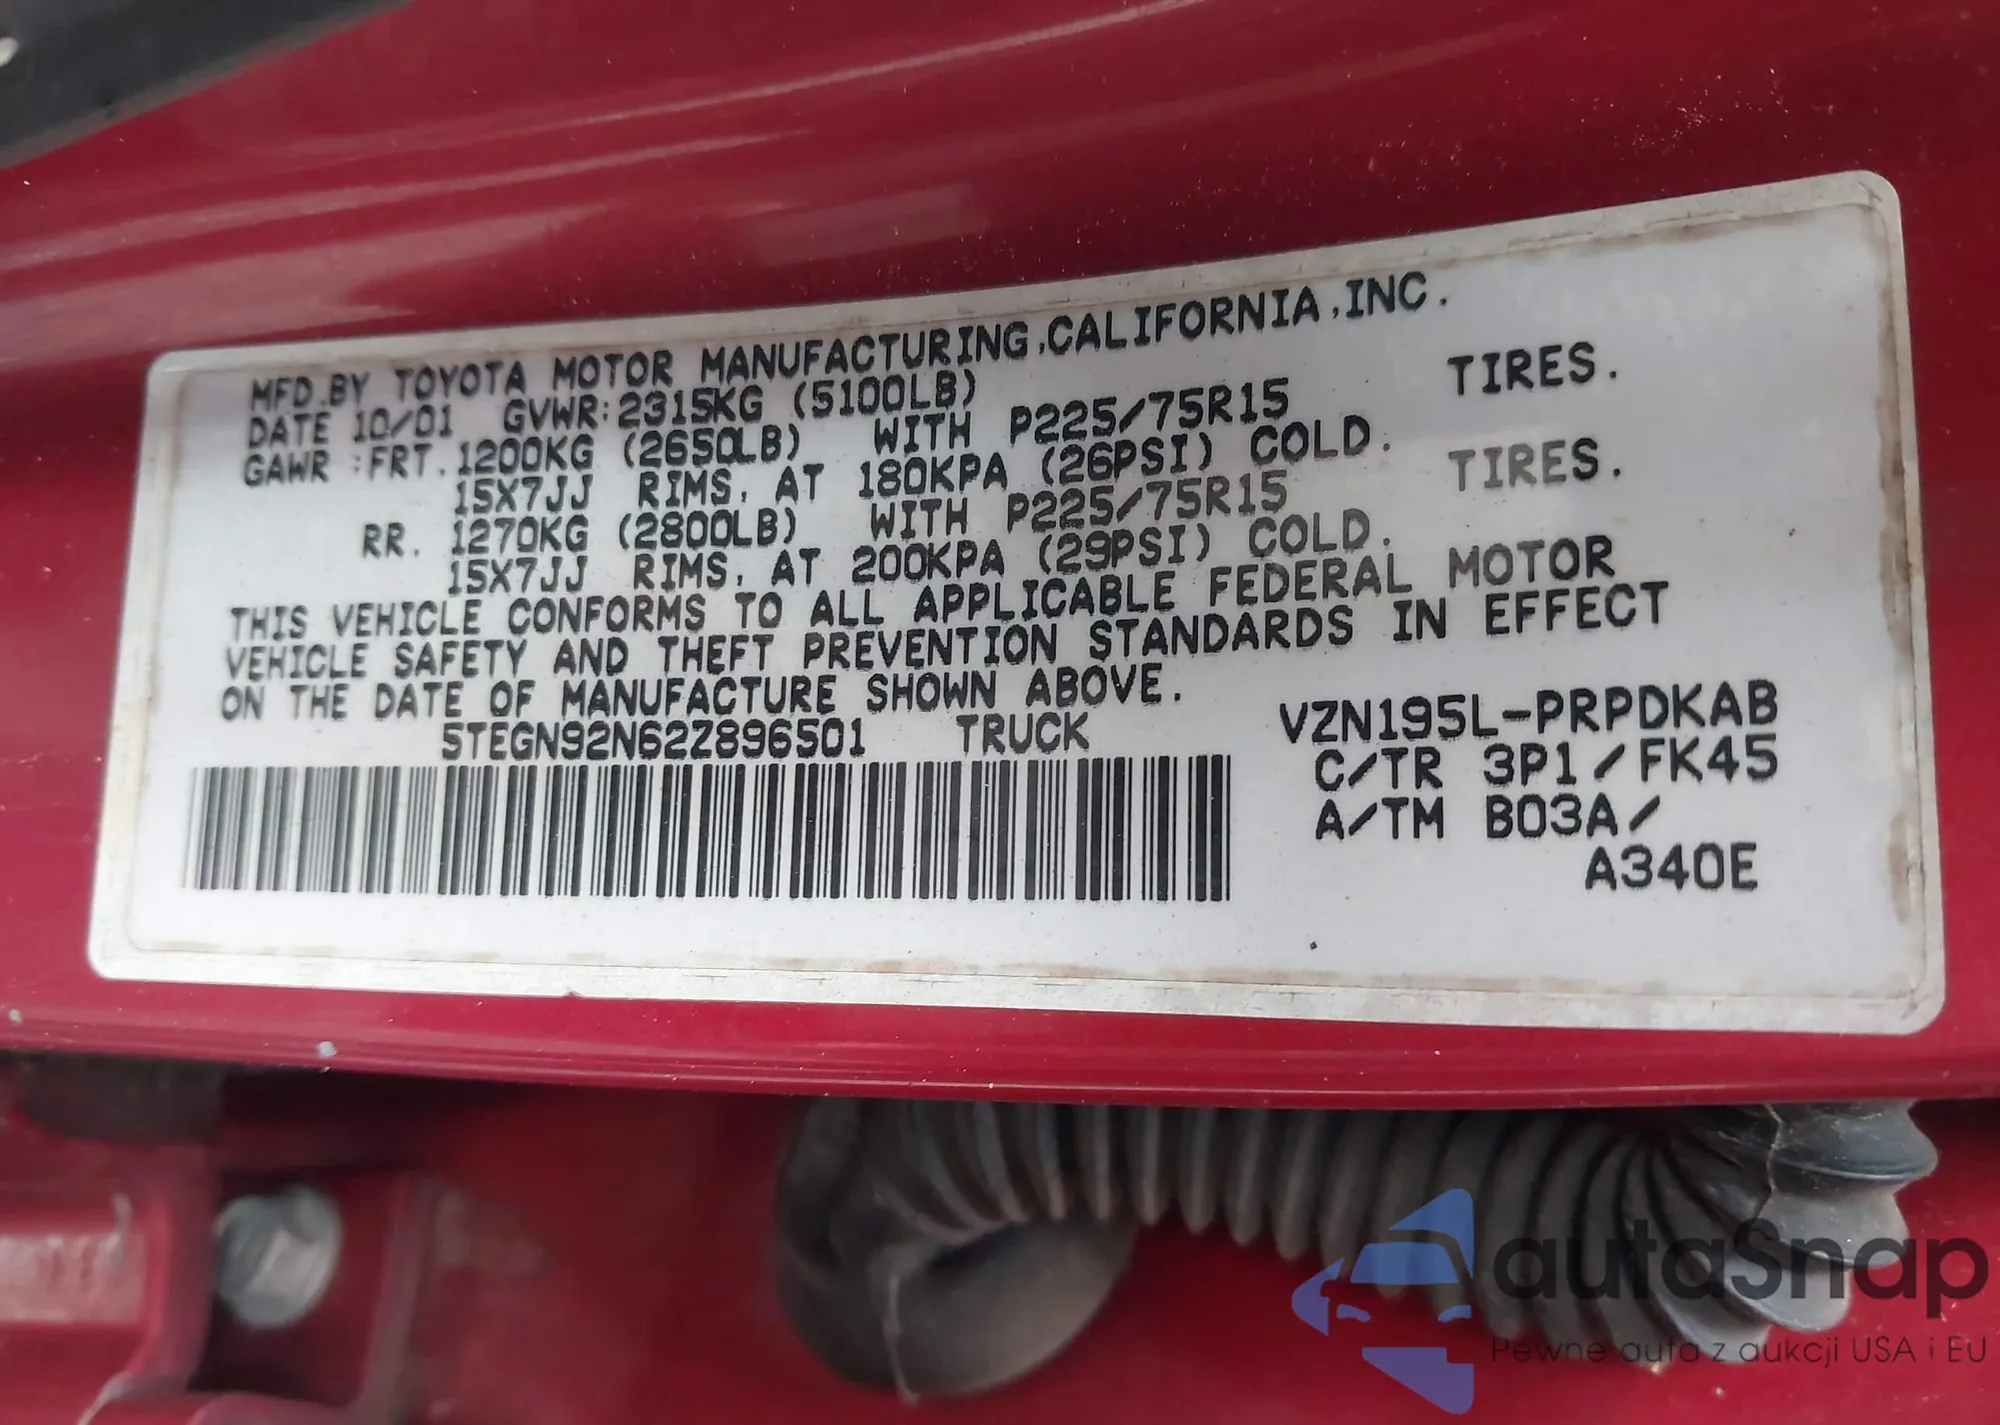 MFD.BY TOYOTA MOTOR MANUFACTURING,CALIFORNIA,INC.
DATE 10/01 GVWR:2315KG (5100LB)
GAWR :FRT. 1200KG (2650LB) WITH P225/75R15 TIRES.
15X7JJ RIMS, AT 180KPA (26PSI) COLD.
RR. 1270KG (2800LB) WITH P225/75R15 TIRES.
15X7JJ RIMS, AT 200KPA (29PSI) COLD.
THIS VEHICLE CONFORMS TO ALL APPLICABLE FEDERAL MOTOR
VEHICLE SAFETY AND THEFT PREVENTION STANDARDS IN EFFECT
ON THE DATE OF MANUFACTURE SHOWN ABOVE.
5TEGN92N62Z896501 TRUCK VZN195L-PRPDKAB
C/TR 3P1/FK45
A/TM B03A/
A340E
autaSnap
Pewne auta z aukcji USA i EU